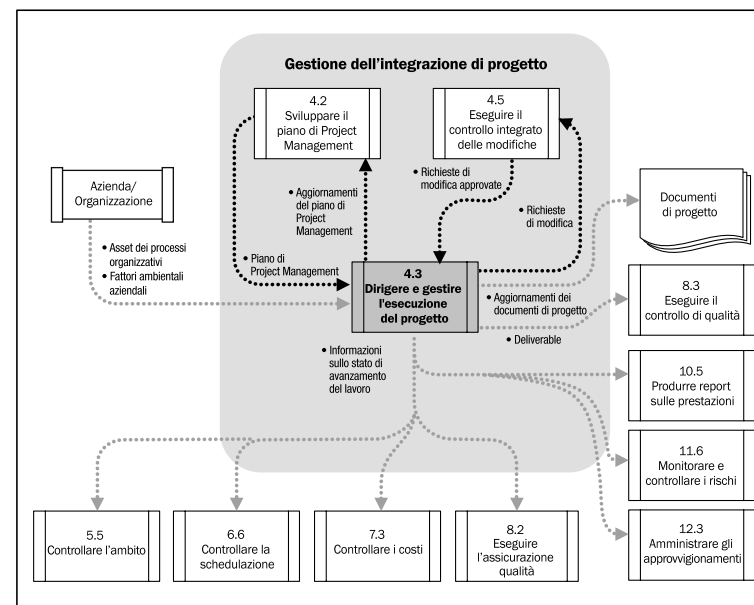 Gestione dell'integrazione di progetto
4.2
Sviluppare il
piano di Project
Management
4.5
Eseguire il
controllo integrato
delle modifiche
Azienda/
Organizzazione
• Asset dei processi
organizzativi
• Fattori ambientali
aziendali
• Aggiornamenti
del piano di
Project
Management
• Piano di
Project Management
• Richieste di
modifica approvate
• Richieste
di modifica
Documenti
di progetto
4.3
Dirigere e gestire
l'esecuzione
del progetto
• Aggiornamenti dei
documenti di progetto
• Deliverable
• Informazioni
sullo stato di
avanzamento
del lavoro
8.3
Eseguire il
controllo di qualità
10.5
Produrre report
sulle prestazioni
11.6
Monitorare e
controllare i rischi
12.3
Amministrare gli
approvvigionamenti
5.5
Controllare l'ambito
6.6
Controllare la
schedulazione
7.3
Controllare i costi
8.2
Eseguire
l'assicurazione
qualità